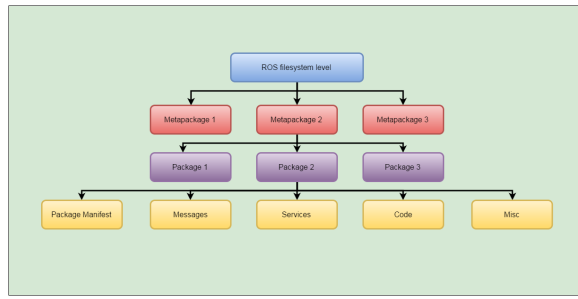 ROS filesystem level
Metapackage 1
Metapackage 2
Metapackage 3
Package 1
Package 2
Package 3
Package Manifest
Messages
Services
Code
Misc